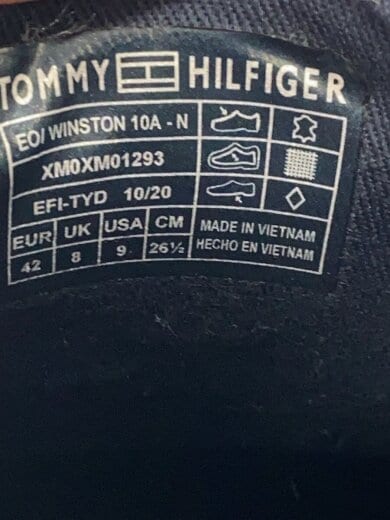 TOMMY HILFIGER
EO/ WINSTON 10A - N
XM0XM01293
EFI-TYD 10/20
EUR UK USA CM
42 8 9 26½
MADE IN VIETNAM
HECHO EN VIETNAM